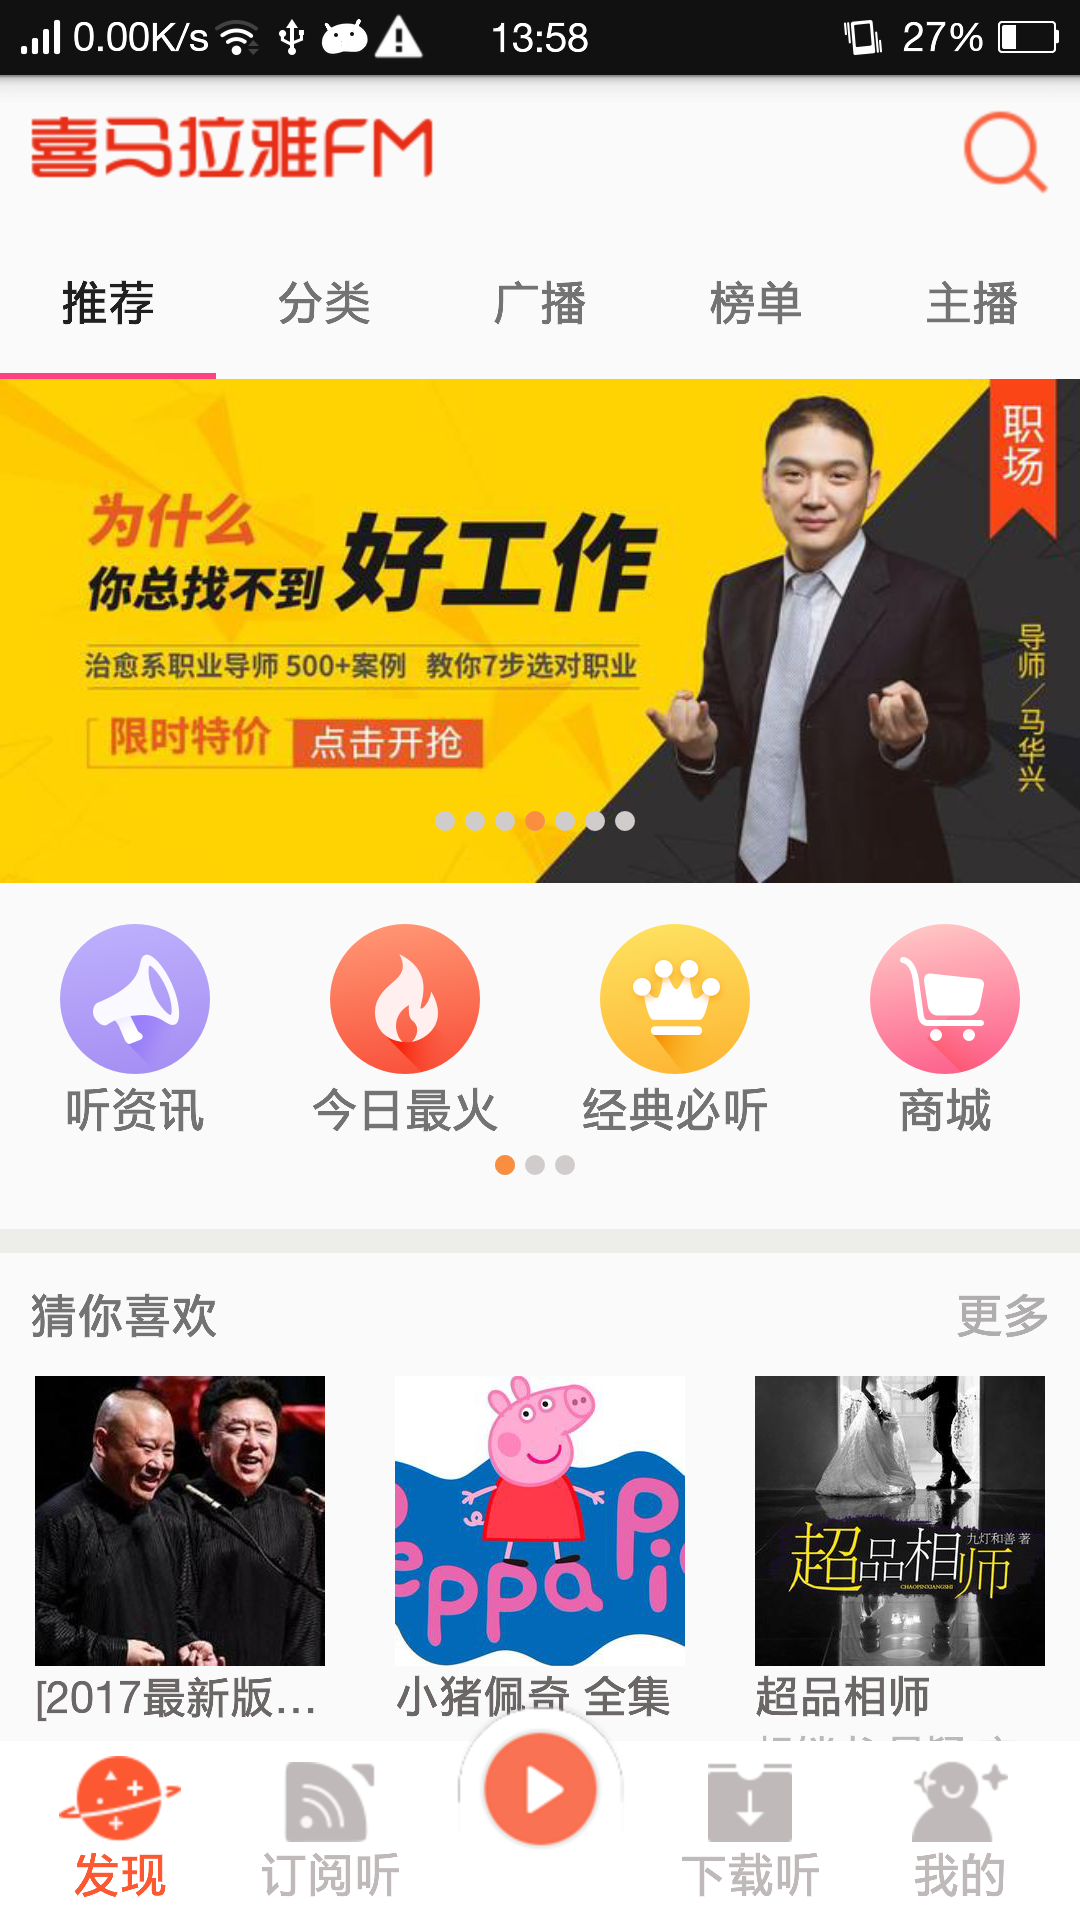 0.00K/s
13:58
27%
喜马拉雅FM
推荐
分类
广播
榜单
主播
职场
为什么
你总找不到 好工作
治愈系职业导师 500+案例 教你7步选对职业
限时特价 点击开抢
导师／马华兴
听资讯
今日最火
经典必听
商城
猜你喜欢
更多
Peppa Pig
超品相师
九灯和善 著
CHAOPINXIANGSHI
[2017最新版...
小猪佩奇 全集
超品相师
发现
订阅听
下载听
我的